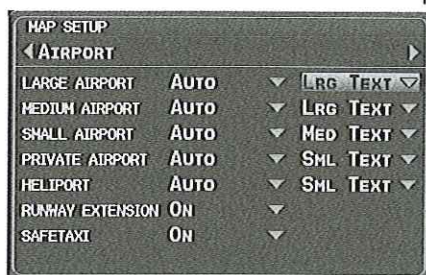 MAP SETUP
AIRPORT
LARGE AIRPORT AUTO LRG TEXT
MEDIUM AIRPORT AUTO LRG TEXT
SMALL AIRPORT AUTO MED TEXT
PRIVATE AIRPORT AUTO SML TEXT
HELIPORT AUTO SML TEXT
RUNWAY EXTENSION ON
SAFETAXI ON